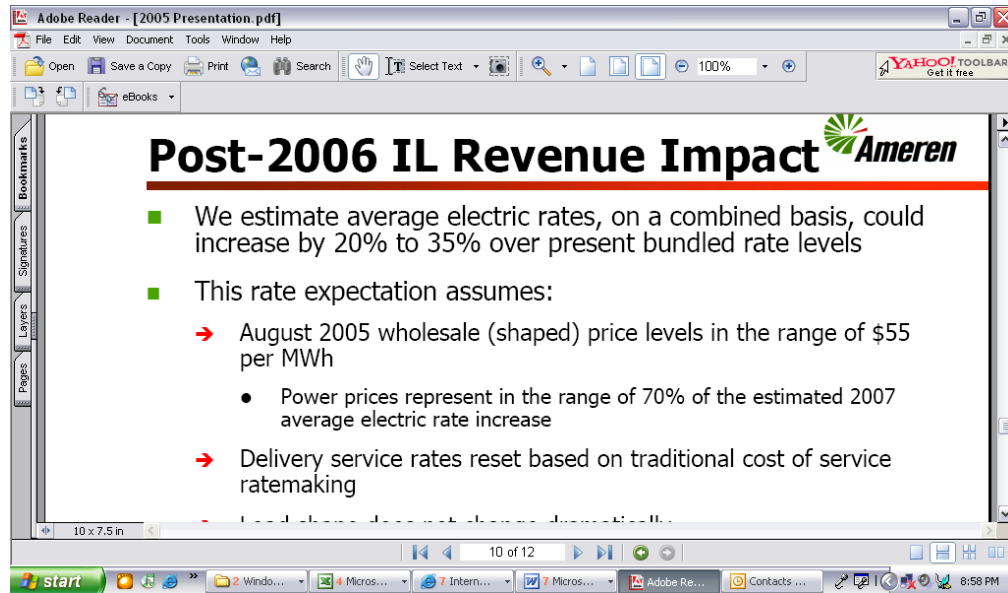 Adobe Reader - [2005 Presentation.pdf]
File Edit View Document Tools Window Help
Open Save a Copy Print Search Select Text 100% YAHOO! TOOLBAR
Get it free
eBooks
Bookmarks
Signatures
Layers
Pages
Post-2006 IL Revenue Impact Ameren
We estimate average electric rates, on a combined basis, could
increase by 20% to 35% over present bundled rate levels
This rate expectation assumes:
August 2005 wholesale (shaped) price levels in the range of $55
per MWh
Power prices represent in the range of 70% of the estimated 2007
average electric rate increase
Delivery service rates reset based on traditional cost of service
ratemaking
Load shape does not change dramatically
10 x 7.5 in
10 of 12
start » 2 Windo... 4 Micros... 7 Intern... 7 Micros... Adobe Re... Contacts ... 8:58 PM